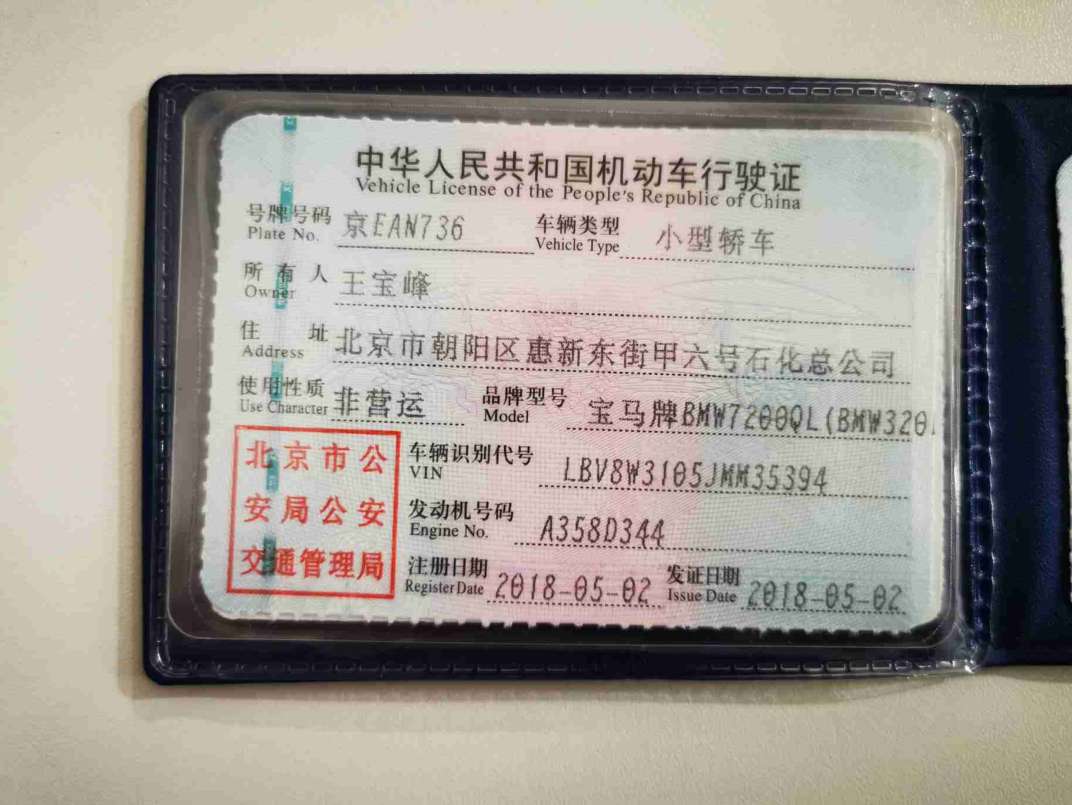 中华人民共和国机动车行驶证
Vehicle License of the People's Republic of China
号牌号码 京EAN736 车辆类型 小型轿车
Plate No. Vehicle Type
所有人 王宝峰
Owner
住址 北京市朝阳区惠新东街甲六号石化总公司
Address
使用性质 非营运 品牌型号 宝马牌BMW7200QL(BMW320
Use Character Model
北京市公
安局公安
交通管理局
车辆识别代号 LBV8W3105JMM35394
VIN
发动机号码 A358D344
Engine No.
注册日期 2018-05-02 发证日期 2018-05-02
Register Date Issue Date